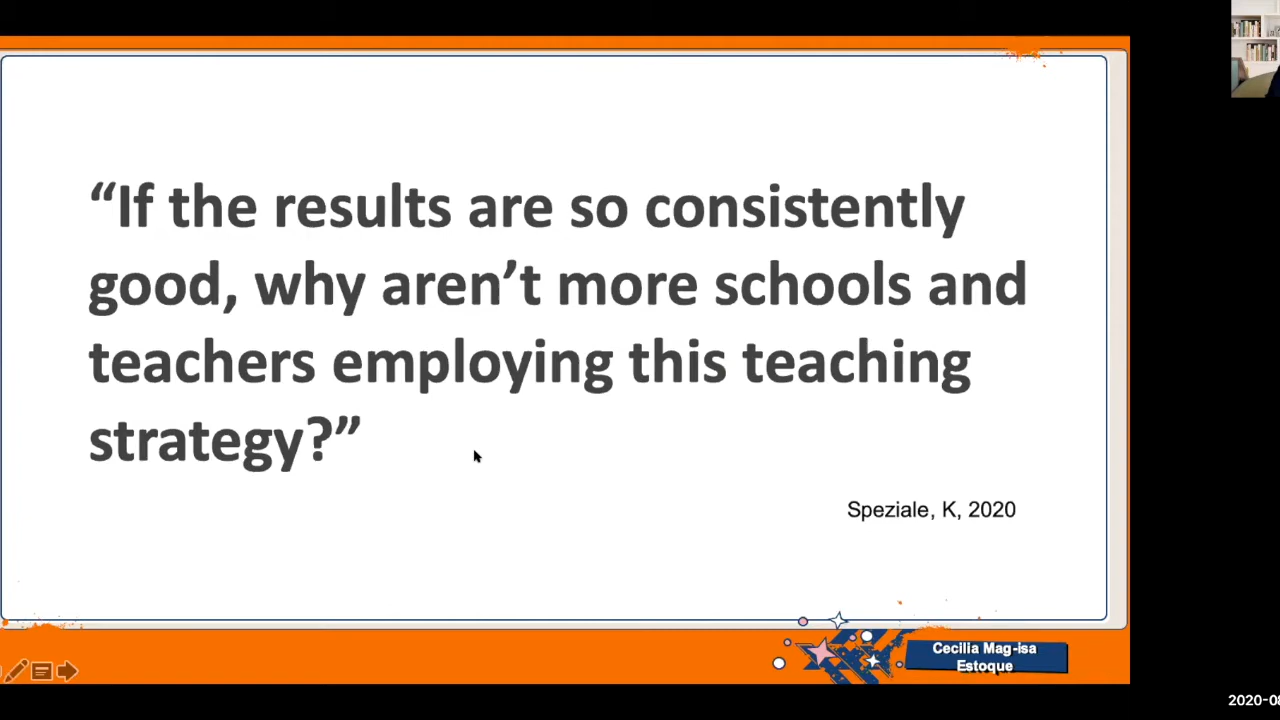 “If the results are so consistently
good, why aren’t more schools and
teachers employing this teaching
strategy?”
Speziale, K, 2020
Cecilia Mag-isa
Estoque
2020-08